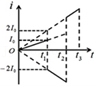 i
2I₀
I₀
O
t₁ t₂ t₃ t
-2I₀